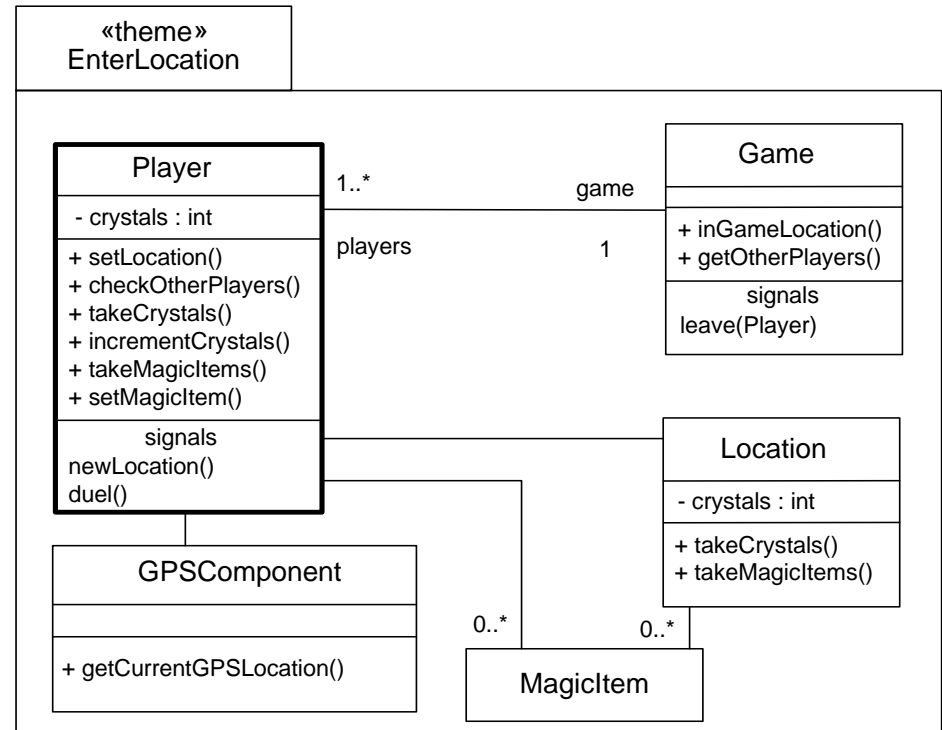 «theme»
EnterLocation
Player
- crystals : int
+ setLocation()
+ checkOtherPlayers()
+ takeCrystals()
+ incrementCrystals()
+ takeMagicItems()
+ setMagicItem()
signals
newLocation()
duel()
1..*
players
game
1
Game
+ inGameLocation()
+ getOtherPlayers()
signals
leave(Player)
Location
- crystals : int
+ takeCrystals()
+ takeMagicItems()
GPSComponent
+ getCurrentGPSLocation()
0..*
0..*
MagicItem